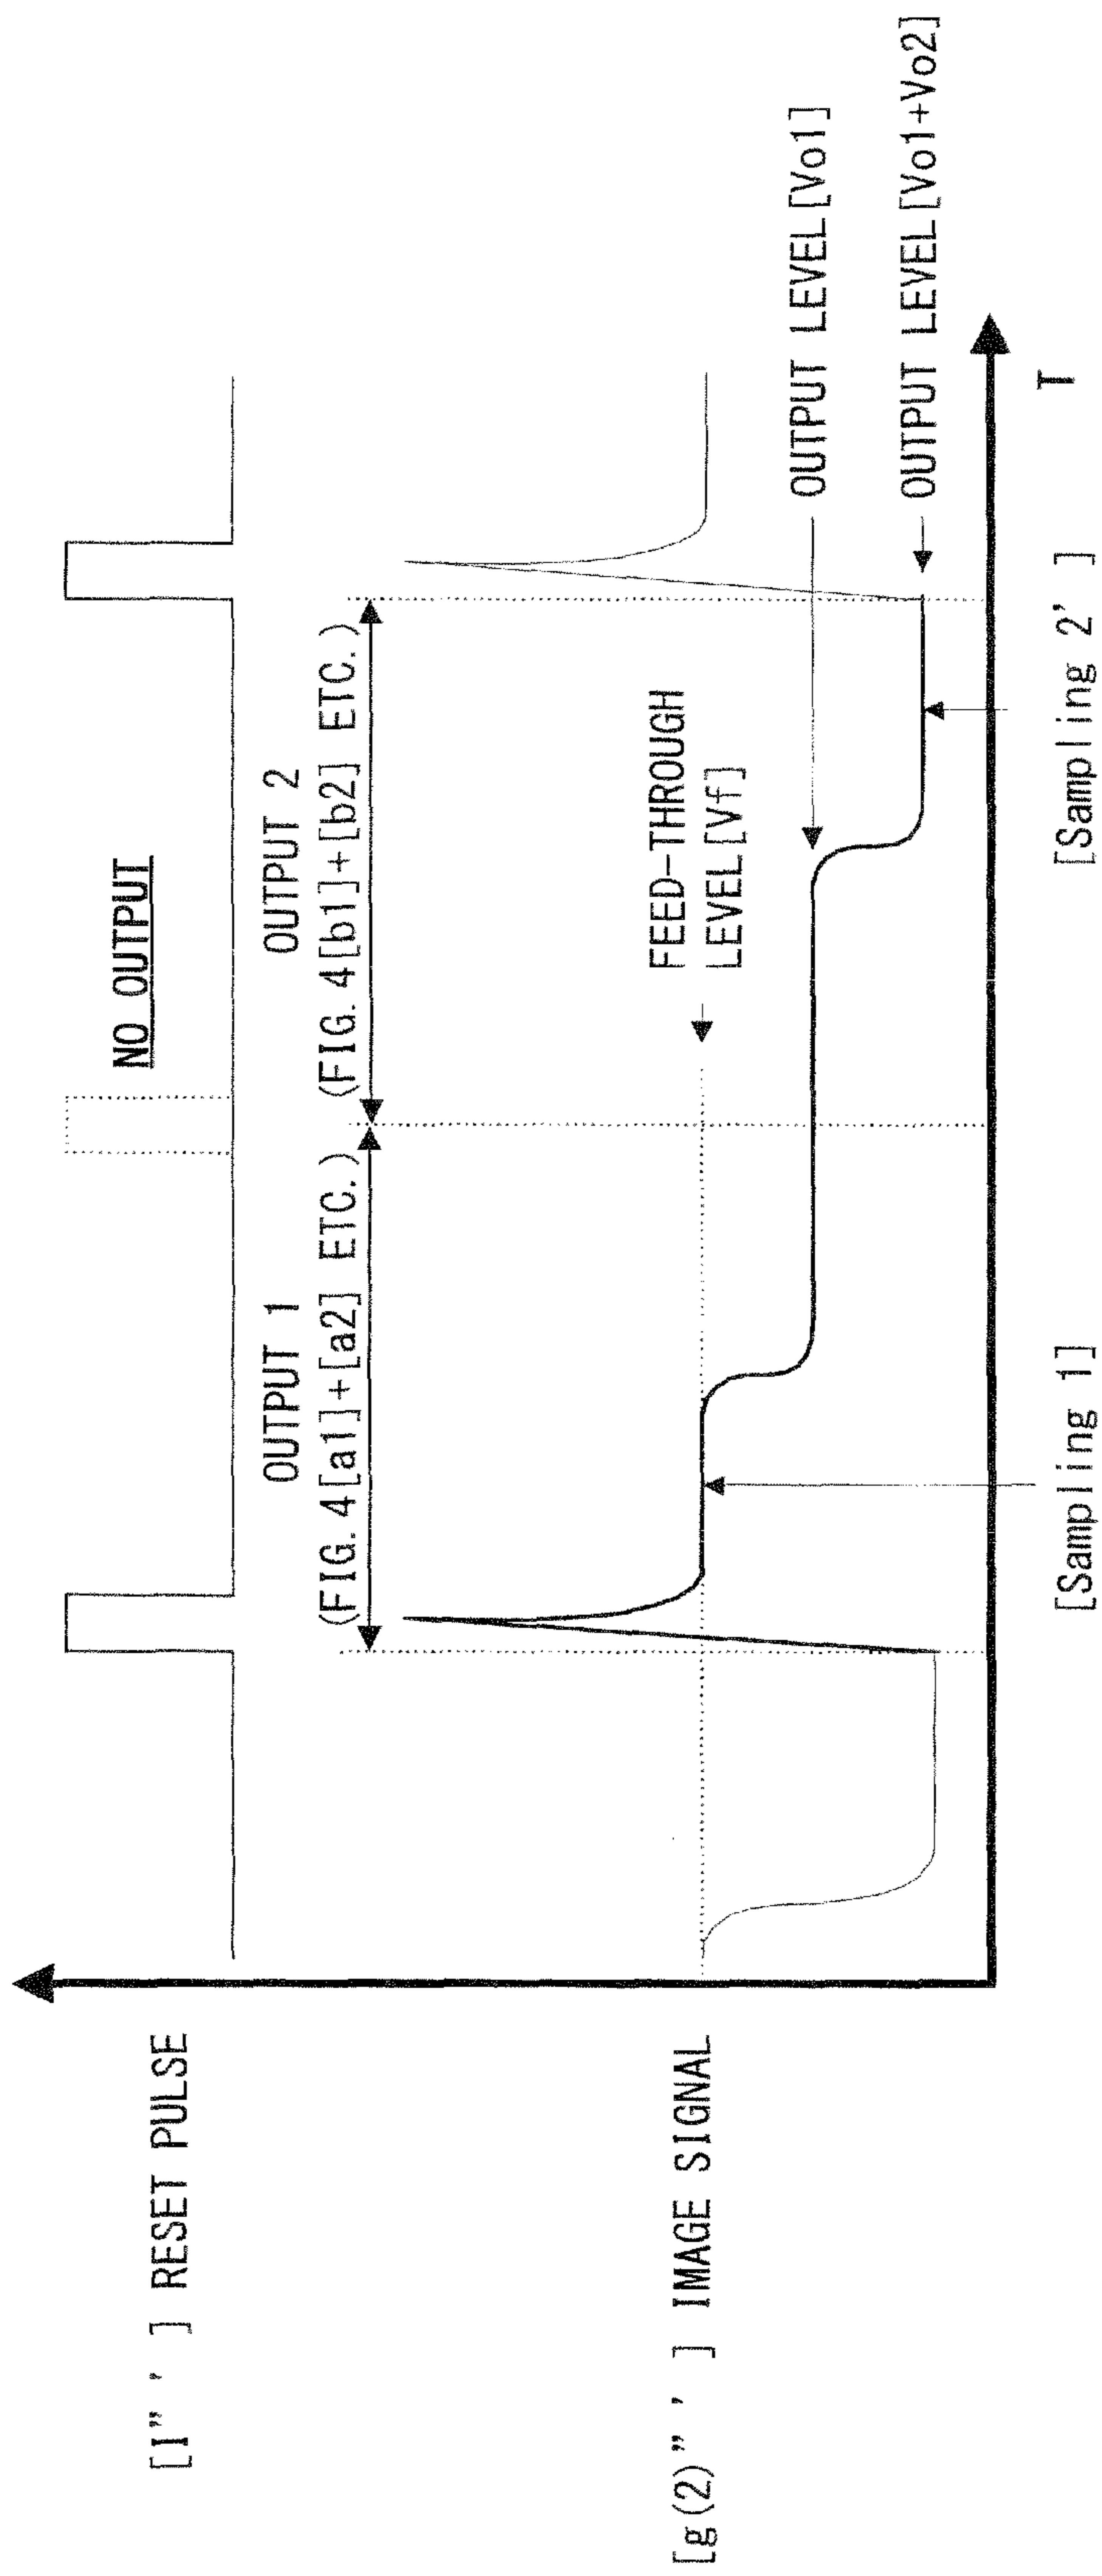 [I”’ ] RESET PULSE
NO OUTPUT
OUTPUT 1
(FIG. 4[a1]+[a2] ETC.)
OUTPUT 2
(FIG. 4[b1]+[b2] ETC.)
[g(2)”’ ] IMAGE SIGNAL
FEED-THROUGH
LEVEL[Vf]
OUTPUT LEVEL[Vo1]
OUTPUT LEVEL[Vo1+Vo2]
T
[Sampling 1]
[Sampling 2’ ]